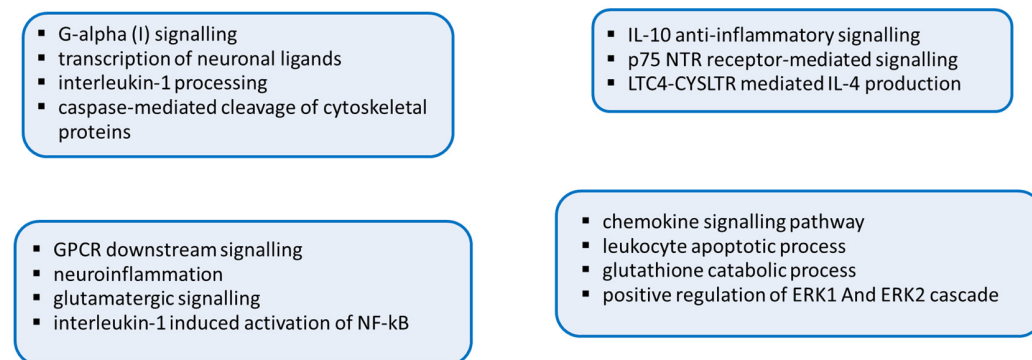 ▪ G-alpha (I) signalling
▪ transcription of neuronal ligands
▪ interleukin-1 processing
▪ caspase-mediated cleavage of cytoskeletal
proteins
▪ IL-10 anti-inflammatory signalling
▪ p75 NTR receptor-mediated signalling
▪ LTC4-CYSLTR mediated IL-4 production
▪ GPCR downstream signalling
▪ neuroinflammation
▪ glutamatergic signalling
▪ interleukin-1 induced activation of NF-kB
▪ chemokine signalling pathway
▪ leukocyte apoptotic process
▪ glutathione catabolic process
▪ positive regulation of ERK1 And ERK2 cascade